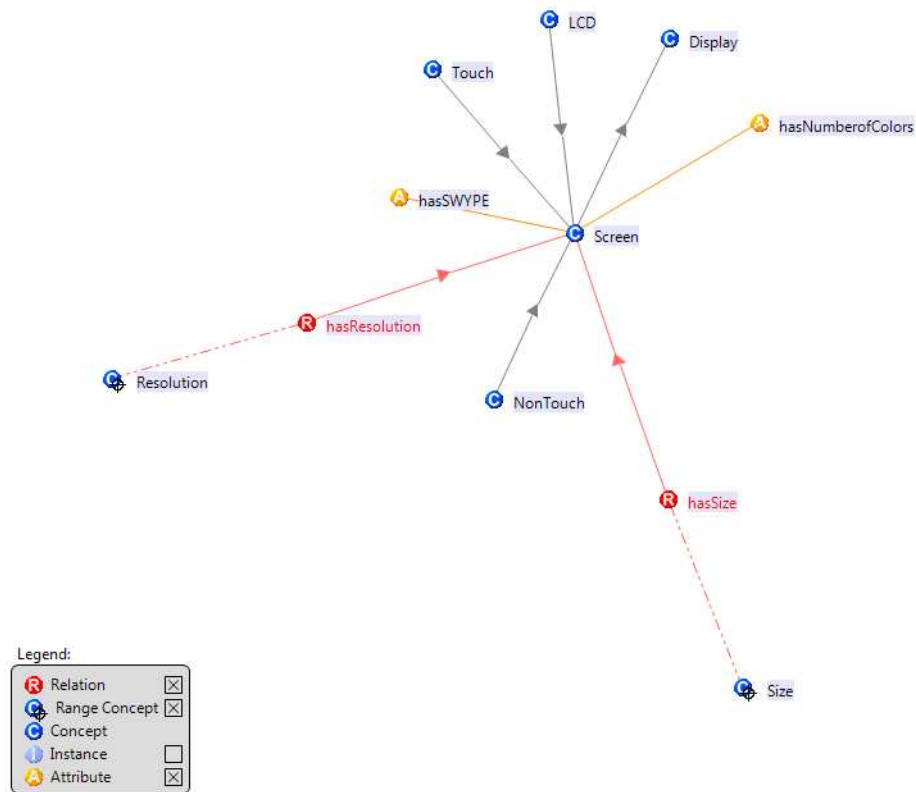 LCD
Display
Touch
hasNumberofColors
hasSWYPE
Screen
hasResolution
Resolution
NonTouch
hasSize
Size
Legend:
R Relation
C Range Concept
C Concept
I Instance
A Attribute